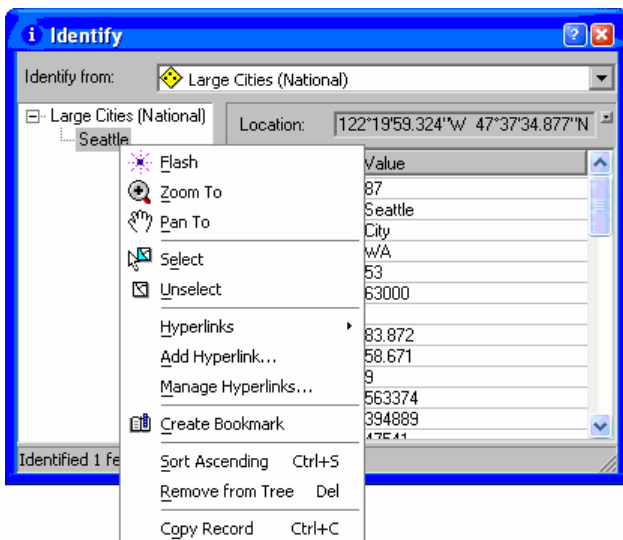 Identify
Identify from: Large Cities (National)
Large Cities (National)
Seattle
Location: 122°19'59.324"W 47°37'34.877"N
Value
87
Seattle
City
WA
53
63000
83.872
58.671
9
563374
394889
47541
Flash
Zoom To
Pan To
Select
Unselect
Hyperlinks
Add Hyperlink...
Manage Hyperlinks...
Create Bookmark
Sort Ascending Ctrl+S
Remove from Tree Del
Copy Record Ctrl+C
Identified 1 fe